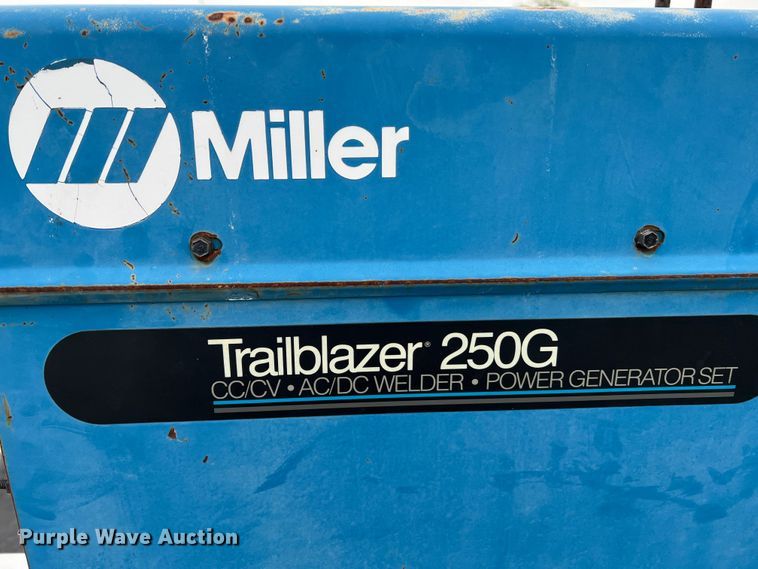 Miller
Trailblazer® 250G
CC/CV • AC/DC WELDER • POWER GENERATOR SET
Purple Wave Auction